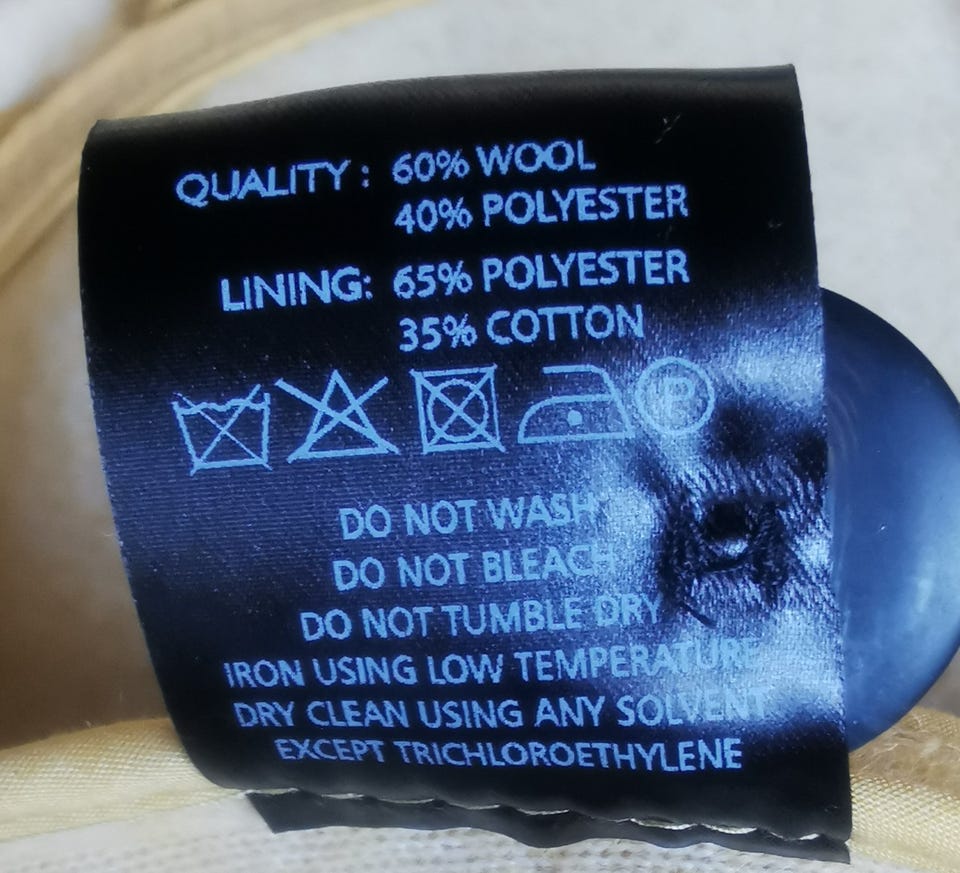 QUALITY : 60% WOOL
40% POLYESTER
LINING: 65% POLYESTER
35% COTTON
P
DO NOT WASH
DO NOT BLEACH
DO NOT TUMBLE DRY
IRON USING LOW TEMPERATURE
DRY CLEAN USING ANY SOLVENT
EXCEPT TRICHLOROETHYLENE